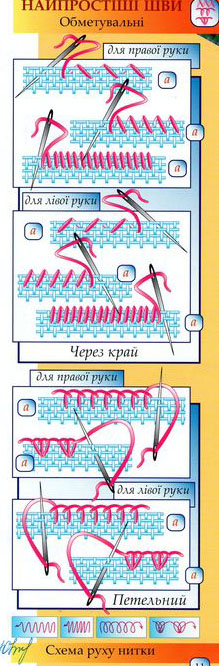 НАЙПРОСТІШІ ШВИ
Обметувальні
для правої руки
а
а
а
для лівої руки
а
а
а
Через край
для правої руки
а
а
для лівої руки
а
а
Петельний
Схема руху нитки